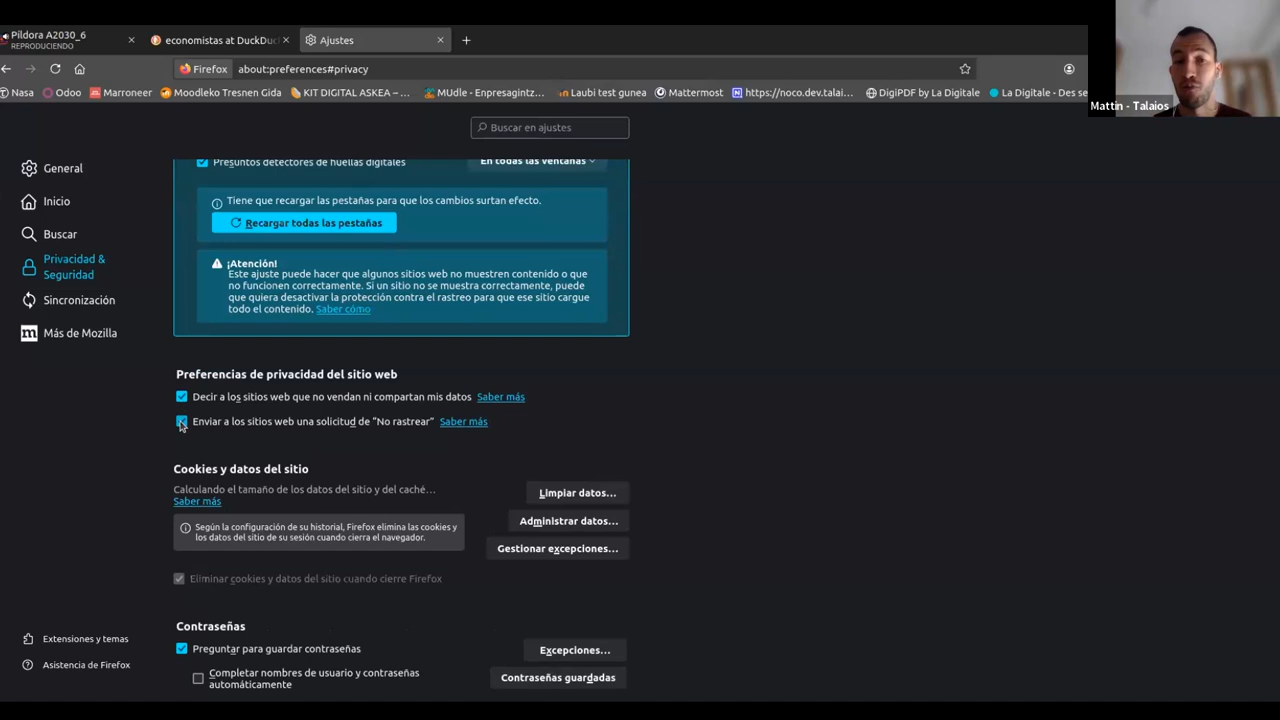 Píldora A2030_6
REPRODUCIENDO
economistas at DuckDuc
Ajustes
Firefox
about:preferences#privacy
Nasa
Odoo
Marroneer
Moodleko Tresnen Gida
KIT DIGITAL ASKEA – …
MUdle - Enpresagintz…
Laubi test gunea
Mattermost
https://noco.dev.talai…
DigiPDF by La Digitale
La Digitale - Des se
Mattin - Talaios
Buscar en ajustes
General
Inicio
Buscar
Privacidad &
Seguridad
Sincronización
Más de Mozilla
Extensiones y temas
Asistencia de Firefox
Presuntos detectores de huellas digitales
En todas las ventanas
Tiene que recargar las pestañas para que los cambios surtan efecto.
Recargar todas las pestañas
¡Atención!
Este ajuste puede hacer que algunos sitios web no muestren contenido o que
no funcionen correctamente. Si un sitio no se muestra correctamente, puede
que quiera desactivar la protección contra el rastreo para que ese sitio cargue
todo el contenido. Saber cómo
Preferencias de privacidad del sitio web
Decir a los sitios web que no vendan ni compartan mis datos Saber más
Enviar a los sitios web una solicitud de "No rastrear" Saber más
Cookies y datos del sitio
Calculando el tamaño de los datos del sitio y del caché…
Saber más
Limpiar datos…
Según la configuración de su historial, Firefox elimina las cookies y
los datos del sitio de su sesión cuando cierra el navegador.
Administrar datos…
Gestionar excepciones…
Eliminar cookies y datos del sitio cuando cierre Firefox
Contraseñas
Preguntar para guardar contraseñas
Excepciones…
Completar nombres de usuario y contraseñas
automáticamente
Contraseñas guardadas